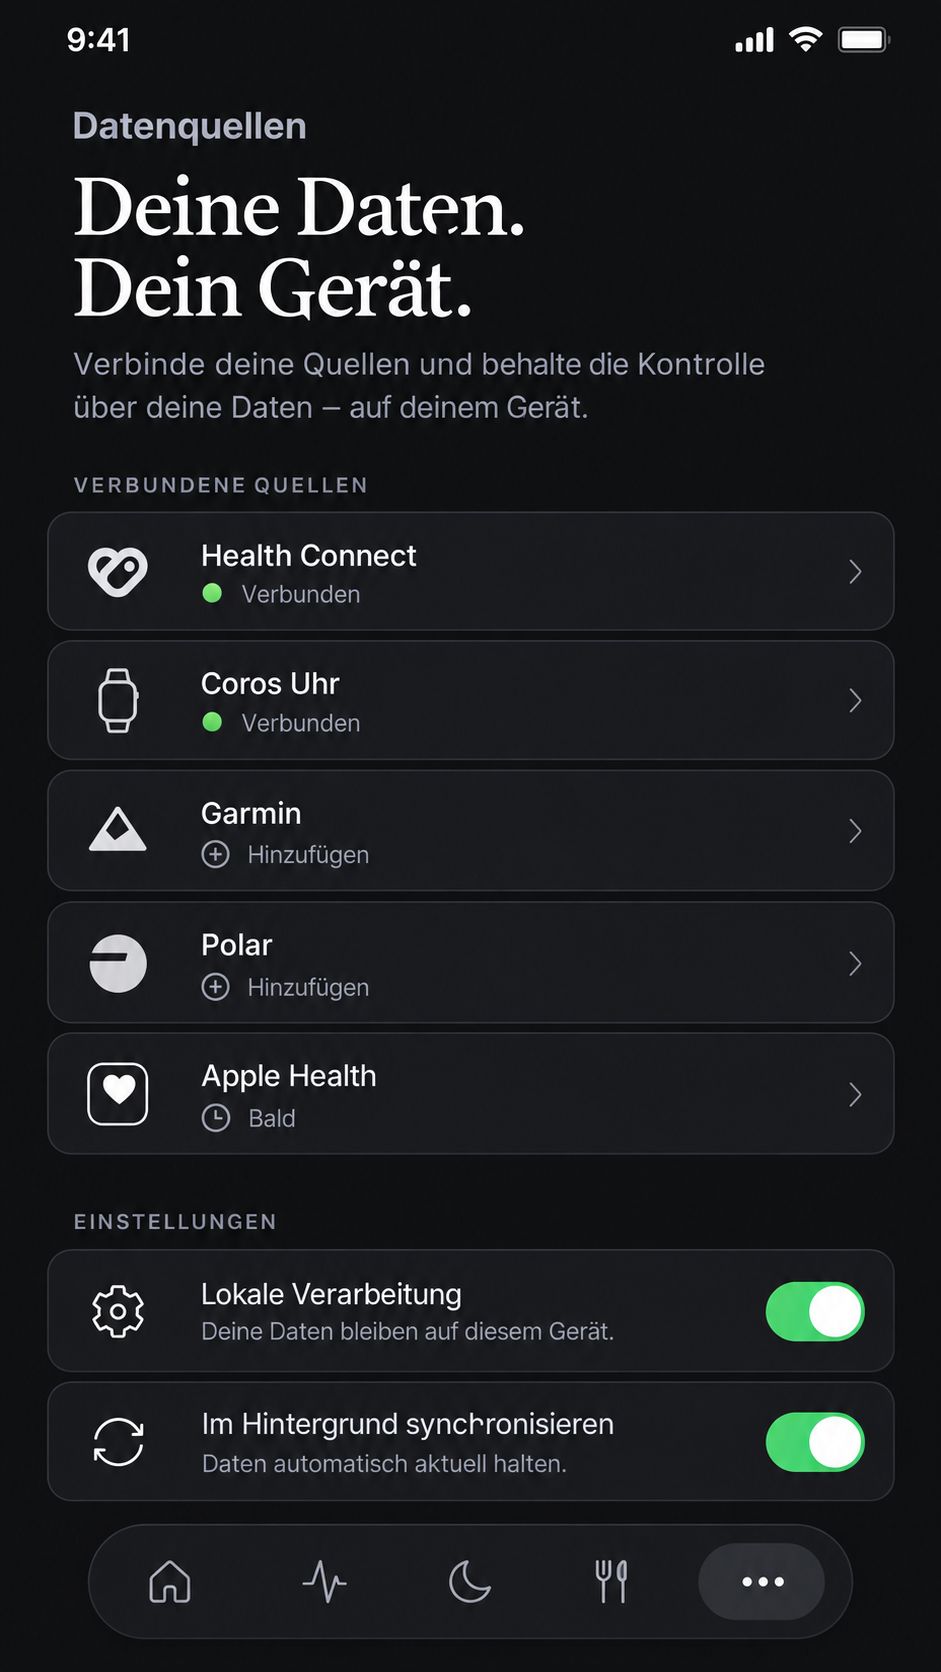 9:41
Datenquellen
Deine Daten.
Dein Gerät.
Verbinde deine Quellen und behalte die Kontrolle
über deine Daten – auf deinem Gerät.
VERBUNDENE QUELLEN
Health Connect
Verbunden
Coros Uhr
Verbunden
Garmin
Hinzufügen
Polar
Hinzufügen
Apple Health
Bald
EINSTELLUNGEN
Lokale Verarbeitung
Deine Daten bleiben auf diesem Gerät.
Im Hintergrund synchronisieren
Daten automatisch aktuell halten.